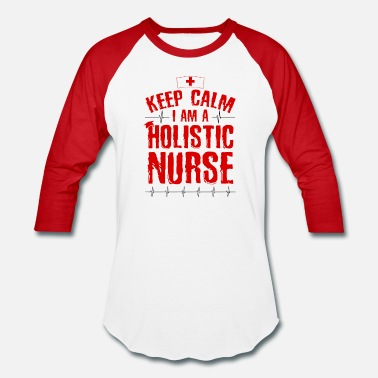 KEEP CALM
I AM A
HOLISTIC
NURSE